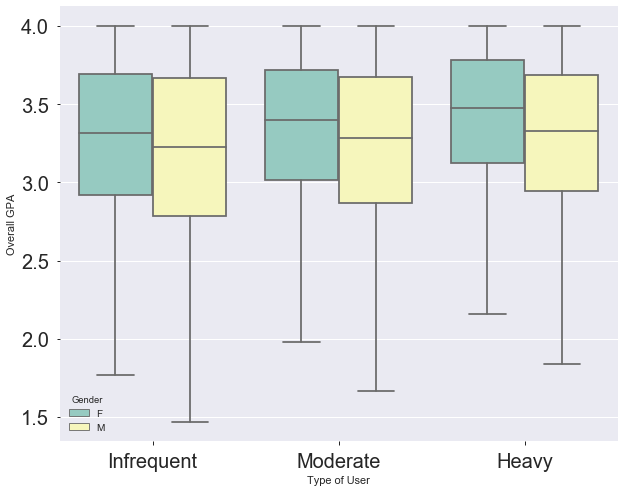 4.0
3.5
3.0
2.5
2.0
1.5
Overall GPA
Gender
F
M
Infrequent Moderate Heavy
Type of User